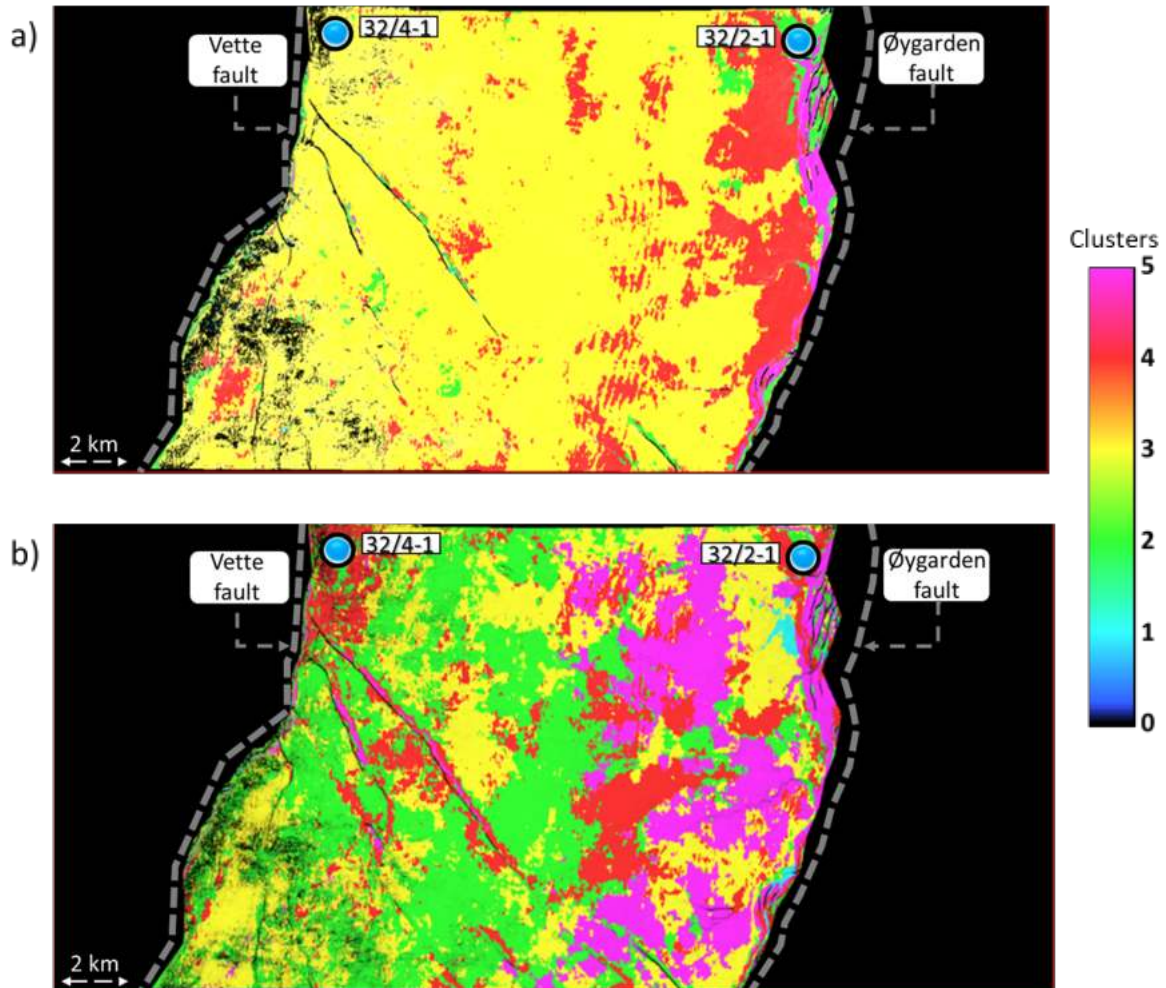 a)
32/4-1
32/2-1
Vette
fault
Øygarden
fault
2 km
Clusters
5
4
3
2
1
0
b)
32/4-1
32/2-1
Vette
fault
Øygarden
fault
2 km